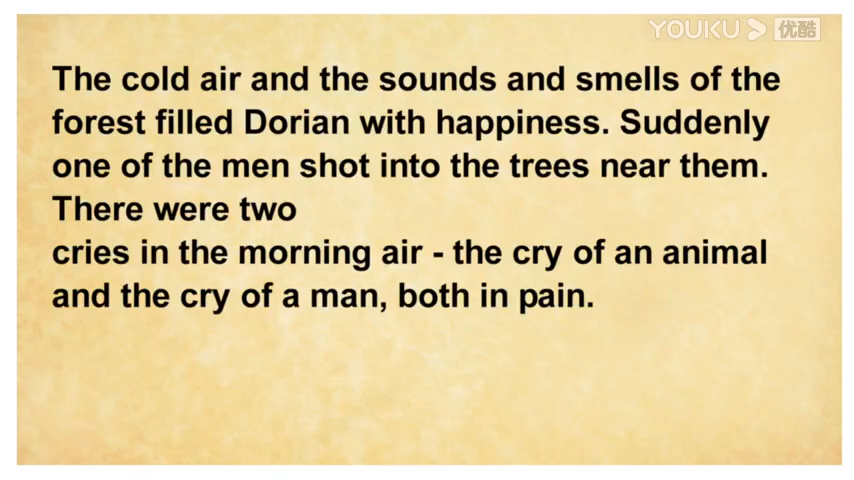 YOUKU 优酷
The cold air and the sounds and smells of the
forest filled Dorian with happiness. Suddenly
one of the men shot into the trees near them.
There were two
cries in the morning air - the cry of an animal
and the cry of a man, both in pain.